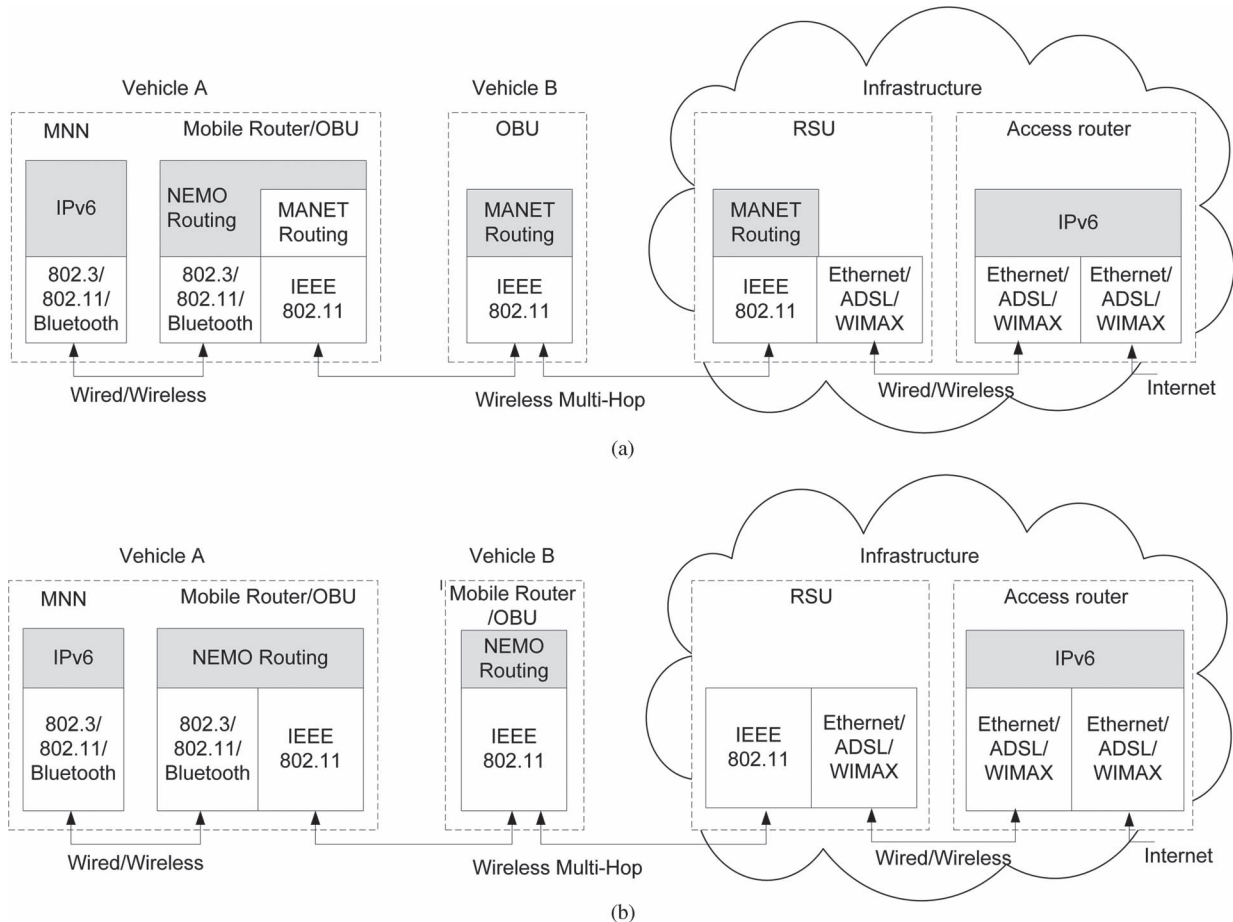 Vehicle A
Vehicle B
Infrastructure
MNN
Mobile Router/OBU
OBU
RSU
Access router
IPv6
NEMO
Routing
MANET
Routing
MANET
Routing
MANET
Routing
IPv6
802.3/
802.11/
Bluetooth
802.3/
802.11/
Bluetooth
IEEE
802.11
IEEE
802.11
IEEE
802.11
Ethernet/
ADSL/
WIMAX
Ethernet/
ADSL/
WIMAX
Ethernet/
ADSL/
WIMAX
Wired/Wireless
Wireless Multi-Hop
Wired/Wireless
Internet
(a)
Vehicle A
Vehicle B
Infrastructure
MNN
Mobile Router/OBU
Mobile Router
/OBU
RSU
Access router
IPv6
NEMO Routing
NEMO
Routing
IPv6
802.3/
802.11/
Bluetooth
802.3/
802.11/
Bluetooth
IEEE
802.11
IEEE
802.11
IEEE
802.11
Ethernet/
ADSL/
WIMAX
Ethernet/
ADSL/
WIMAX
Ethernet/
ADSL/
WIMAX
Wired/Wireless
Wireless Multi-Hop
Wired/Wireless
Internet
(b)